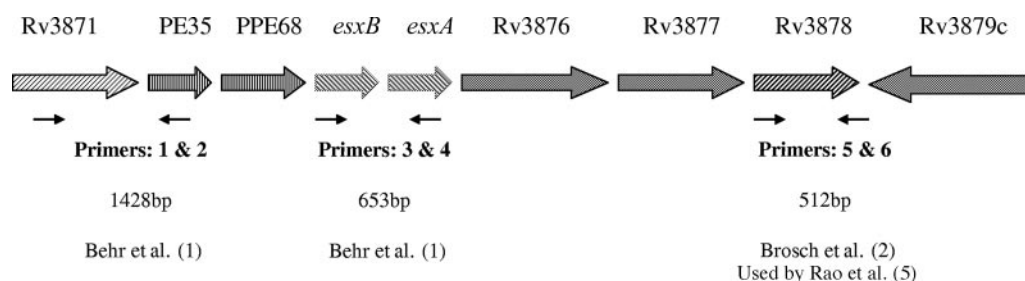 Rv3871 PE35 PPE68 esxB esxA Rv3876 Rv3877 Rv3878 Rv3879c
Primers: 1 & 2 Primers: 3 & 4 Primers: 5 & 6
1428bp 653bp 512bp
Behr et al. (1) Behr et al. (1) Brosch et al. (2)
Used by Rao et al. (5)